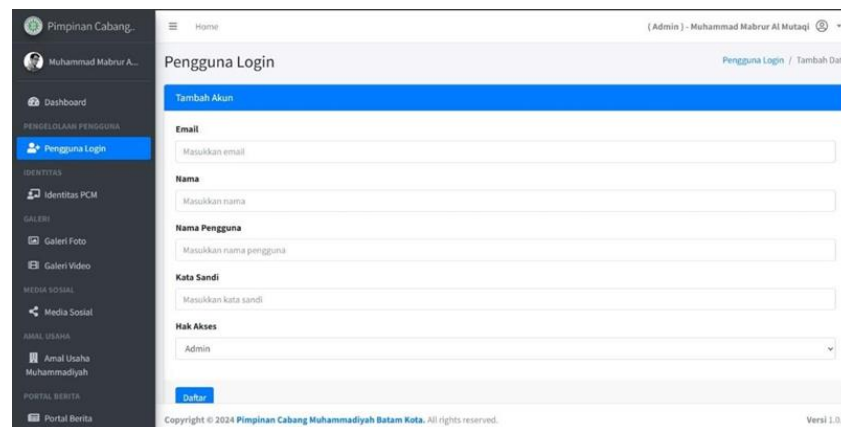 Pimpinan Cabang..
Muhammad Mabrur A...
Dashboard
PENGELOLAAN PENGGUNA
Pengguna Login
IDENTITAS
Identitas PCM
GALERI
Galeri Foto
Galeri Video
MEDIA SOSIAL
Media Sosial
AMAL USAHA
Amal Usaha
Muhammadiyah
PORTAL BERITA
Portal Berita
Home
( Admin ) - Muhammad Mabrur Al Mutaqi
Pengguna Login
Pengguna Login / Tambah Dat
Tambah Akun
Email
Masukkan email
Nama
Masukkan nama
Nama Pengguna
Masukkan nama pengguna
Kata Sandi
Masukkan kata sandi
Hak Akses
Admin
Daftar
Copyright © 2024 Pimpinan Cabang Muhammadiyah Batam Kota. All rights reserved.
Versi 1.0.